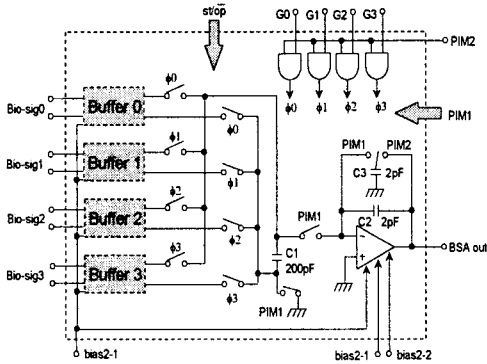 st/op
G0 G1 G2 G3
PIM2
ϕ0 ϕ1 ϕ2 ϕ3
PIM1
Bio-sig0
Buffer 0
ϕ0
ϕ0
Bio-sig1
Buffer 1
ϕ1
ϕ1
Bio-sig2
Buffer 2
ϕ2
ϕ2
Bio-sig3
Buffer 3
ϕ3
ϕ3
PIM1 PIM2
C3 2pF
C2 2pF
PIM1
C1
200pF
PIM1
BSA out
bias2-1
bias2-1 bias2-2